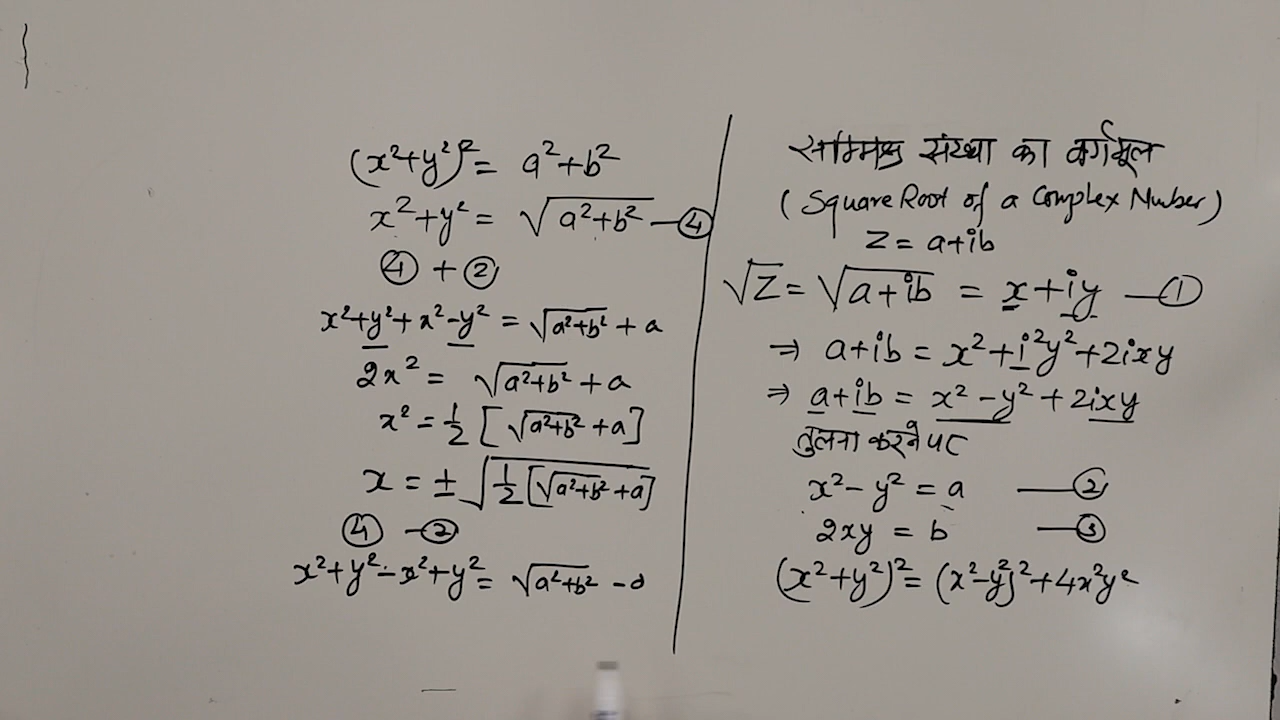 सम्मिश्र संख्या का वर्गमूल
(Square Root of a Complex Number)
Z = a+ib
√Z = √(a+ib) = x+iy —①
⇒ a+ib = x²+i²y²+2ixy
⇒ a+ib = x²-y²+2ixy
तुलना करने पर
x²-y² = a —②
2xy = b —③
(x²+y²)² = (x²-y²)²+4x²y²
(x²+y²)² = a²+b²
x²+y² = √(a²+b²) —④
④ + ②
x²+y²+x²-y² = √(a²+b²) + a
2x² = √(a²+b²) + a
x² = ½ [√(a²+b²) + a]
x = ± √(½ [√(a²+b²) + a])
④ - ②
x²+y²-x²+y² = √(a²+b²) -a